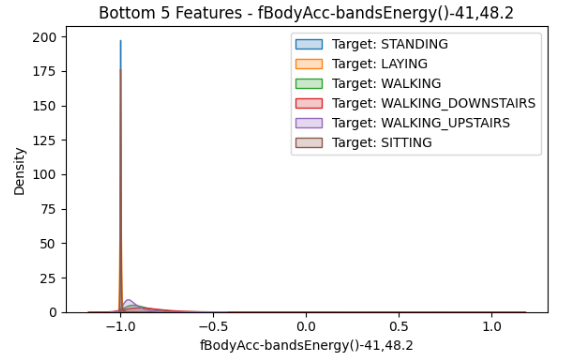 Bottom 5 Features - fBodyAcc-bandsEnergy()-41,48.2
200
175
150
125
100
75
50
25
0
Density
Target: STANDING
Target: LAYING
Target: WALKING
Target: WALKING_DOWNSTAIRS
Target: WALKING_UPSTAIRS
Target: SITTING
−1.0 −0.5 0.0 0.5 1.0
fBodyAcc-bandsEnergy()-41,48.2